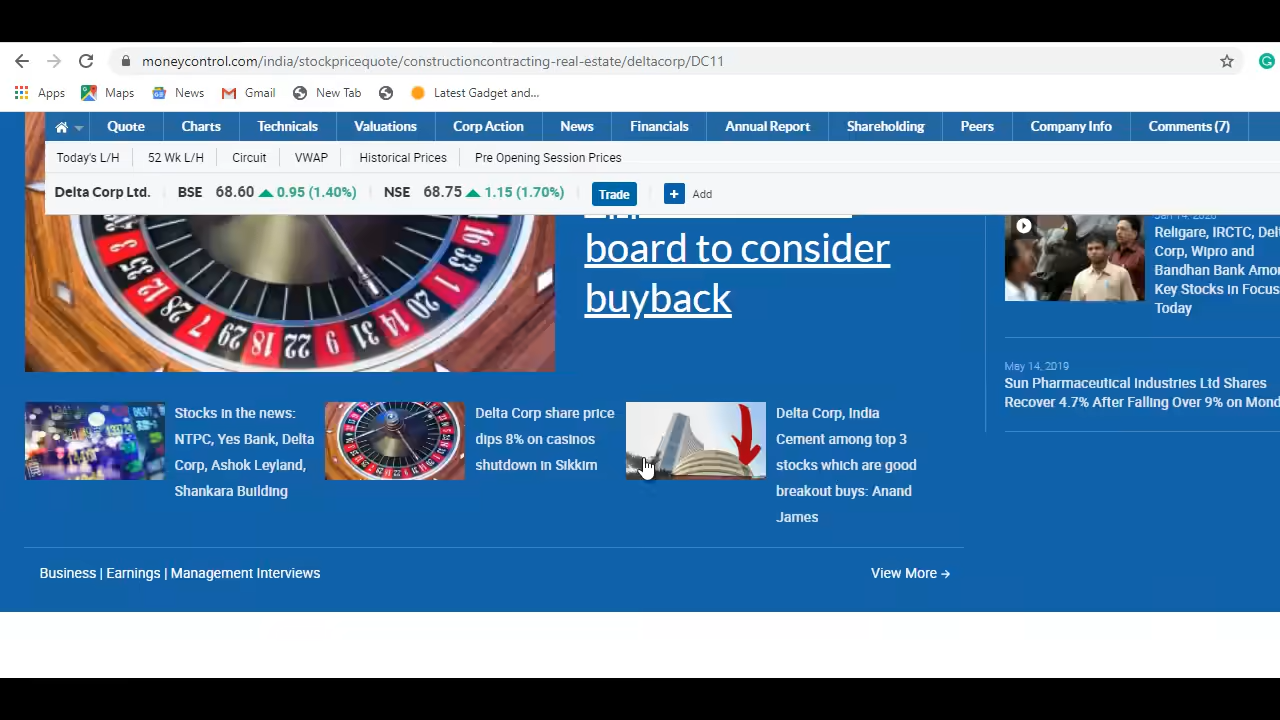 moneycontrol.com/india/stockpricequote/constructioncontracting-real-estate/deltacorp/DC11
Apps Maps News Gmail New Tab Latest Gadget and...
Quote Charts Technicals Valuations Corp Action News Financials Annual Report Shareholding Peers Company Info Comments (7)
Today's L/H 52 Wk L/H Circuit VWAP Historical Prices Pre Opening Session Prices
Delta Corp Ltd. BSE 68.60 0.95 (1.40%) NSE 68.75 1.15 (1.70%) Trade + Add
board to consider
buyback
Jan 14, 2020
Religare, IRCTC, Delt
Corp, Wipro and
Bandhan Bank Amo
Key Stocks in Focus
Today
May 14, 2019
Sun Pharmaceutical Industries Ltd Shares
Recover 4.7% After Falling Over 9% on Mond
Stocks in the news:
NTPC, Yes Bank, Delta
Corp, Ashok Leyland,
Shankara Building
Delta Corp share price
dips 8% on casinos
shutdown in Sikkim
Delta Corp, India
Cement among top 3
stocks which are good
breakout buys: Anand
James
Business | Earnings | Management Interviews
View More →